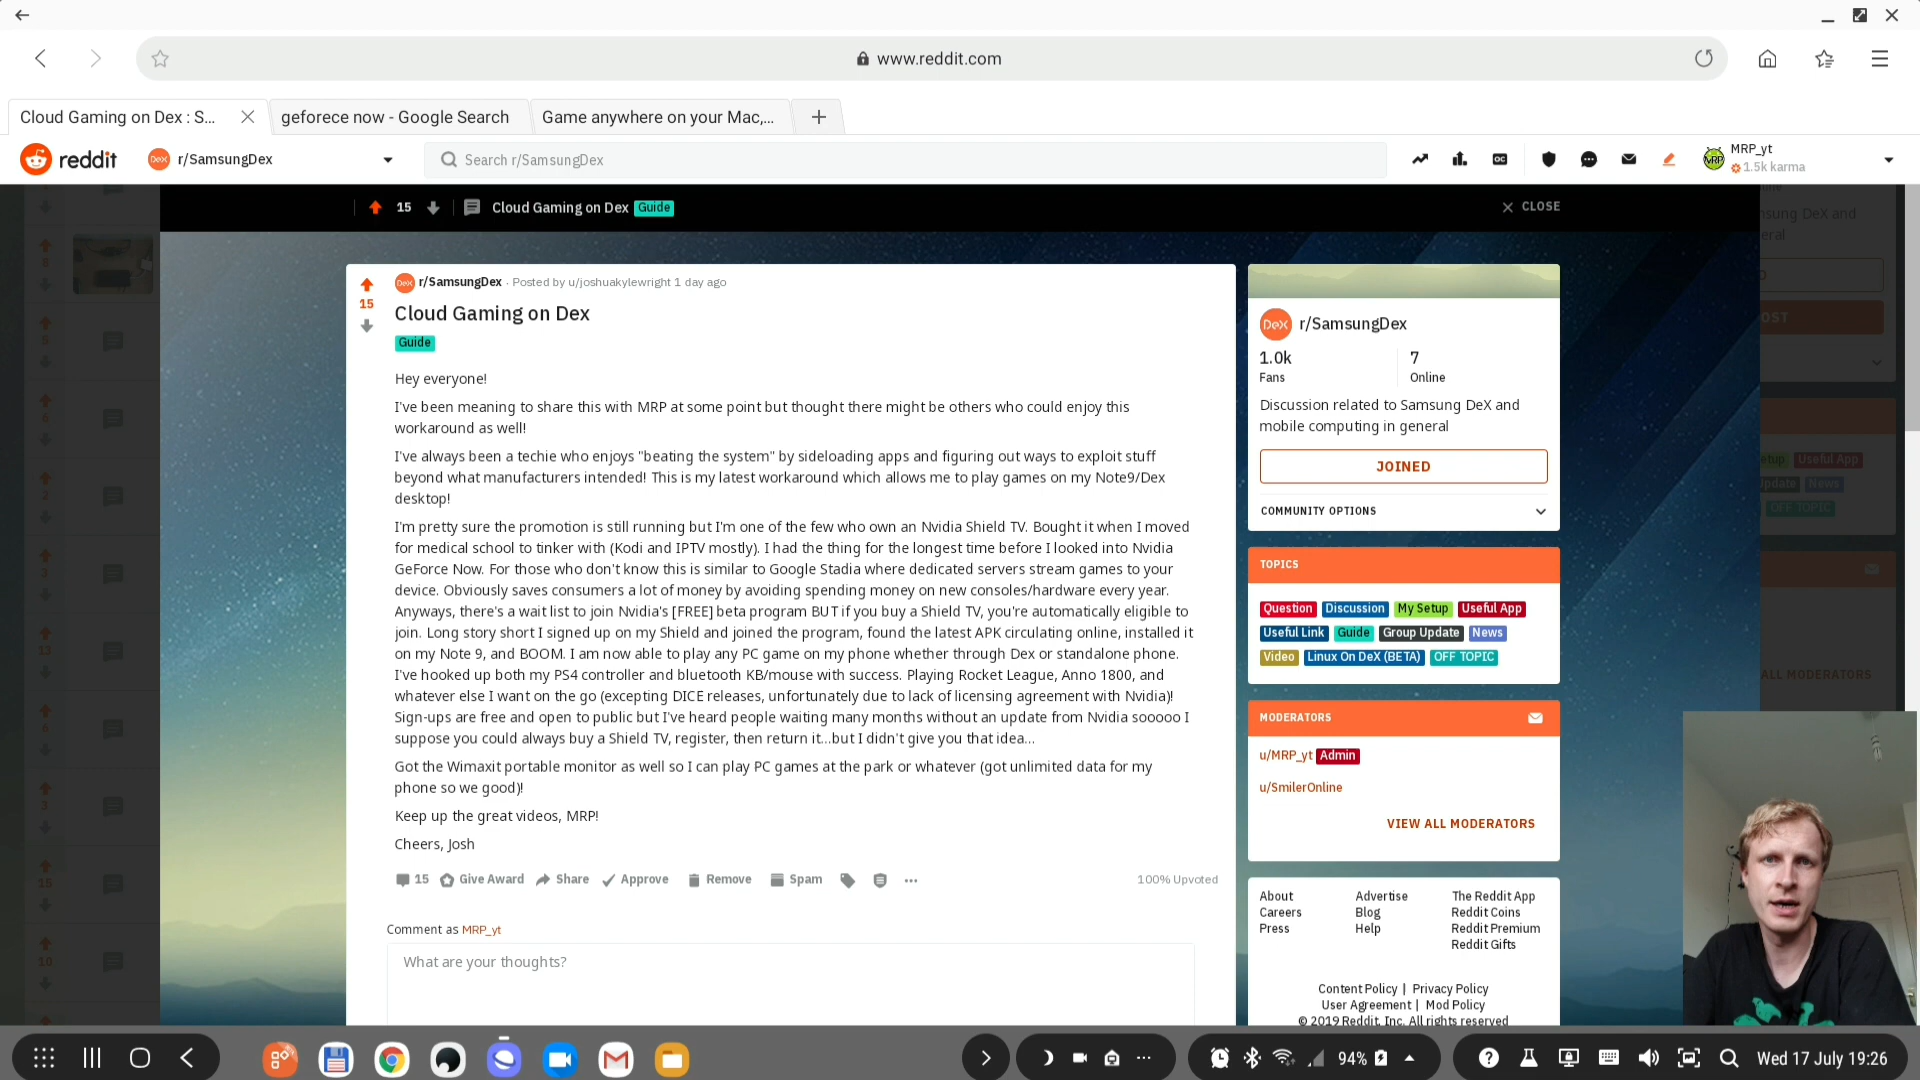 www.reddit.com
Cloud Gaming on Dex : S...
geforece now - Google Search
Game anywhere on your Mac,...
reddit
DeX
r/SamsungDex
Search r/SamsungDex
MRP_yt
1.5k karma
15
Cloud Gaming on Dex Guide
CLOSE
r/SamsungDex · Posted by u/joshuakylewright 1 day ago
15
Cloud Gaming on Dex
Guide
Hey everyone!
I've been meaning to share this with MRP at some point but thought there might be others who could enjoy this
workaround as well!
I've always been a techie who enjoys "beating the system" by sideloading apps and figuring out ways to exploit stuff
beyond what manufacturers intended! This is my latest workaround which allows me to play games on my Note9/Dex
desktop!
I'm pretty sure the promotion is still running but I'm one of the few who own an Nvidia Shield TV. Bought it when I moved
for medical school to tinker with (Kodi and IPTV mostly). I had the thing for the longest time before I looked into Nvidia
GeForce Now. For those who don't know this is similar to Google Stadia where dedicated servers stream games to your
device. Obviously saves consumers a lot of money by avoiding spending money on new consoles/hardware every year.
Anyways, there's a wait list to join Nvidia's [FREE] beta program BUT if you buy a Shield TV, you're automatically eligible to
join. Long story short I signed up on my Shield and joined the program, found the latest APK circulating online, installed it
on my Note 9, and BOOM. I am now able to play any PC game on my phone whether through Dex or standalone phone.
I've hooked up both my PS4 controller and bluetooth KB/mouse with success. Playing Rocket League, Anno 1800, and
whatever else I want on the go (excepting DICE releases, unfortunately due to lack of licensing agreement with Nvidia)!
Sign-ups are free and open to public but I've heard people waiting many months without an update from Nvidia sooooo I
suppose you could always buy a Shield TV, register, then return it...but I didn't give you that idea...
Got the Wimaxit portable monitor as well so I can play PC games at the park or whatever (got unlimited data for my
phone so we good)!
Keep up the great videos, MRP!
Cheers, Josh
15 Give Award Share Approve Remove Spam
100% Upvoted
Comment as MRP_yt
What are your thoughts?
DeX r/SamsungDex
1.0k 7
Fans Online
Discussion related to Samsung DeX and
mobile computing in general
JOINED
COMMUNITY OPTIONS
TOPICS
Question Discussion My Setup Useful App
Useful Link Guide Group Update News
Video Linux On DeX (BETA) OFF TOPIC
MODERATORS
u/MRP_yt Admin
u/SmilerOnline
VIEW ALL MODERATORS
About Advertise The Reddit App
Careers Blog Reddit Coins
Press Help Reddit Premium
Reddit Gifts
Content Policy | Privacy Policy
User Agreement | Mod Policy
© 2019 Reddit, Inc. All rights reserved
94%
Wed 17 July 19:26